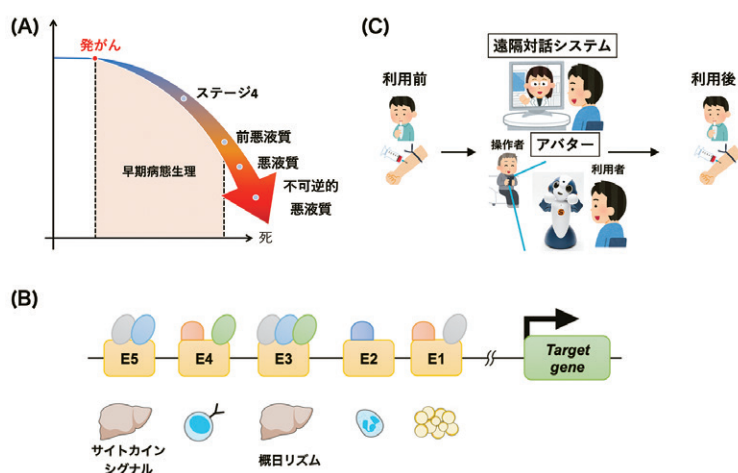 (A)
発がん
ステージ4
前悪液質
悪液質
不可逆的
悪液質
早期病態生理
死
(C)
遠隔対話システム
利用前
利用後
アバター
操作者
利用者
(B)
E5
E4
E3
E2
E1
Target
gene
サイトカイン
シグナル
概日リズム